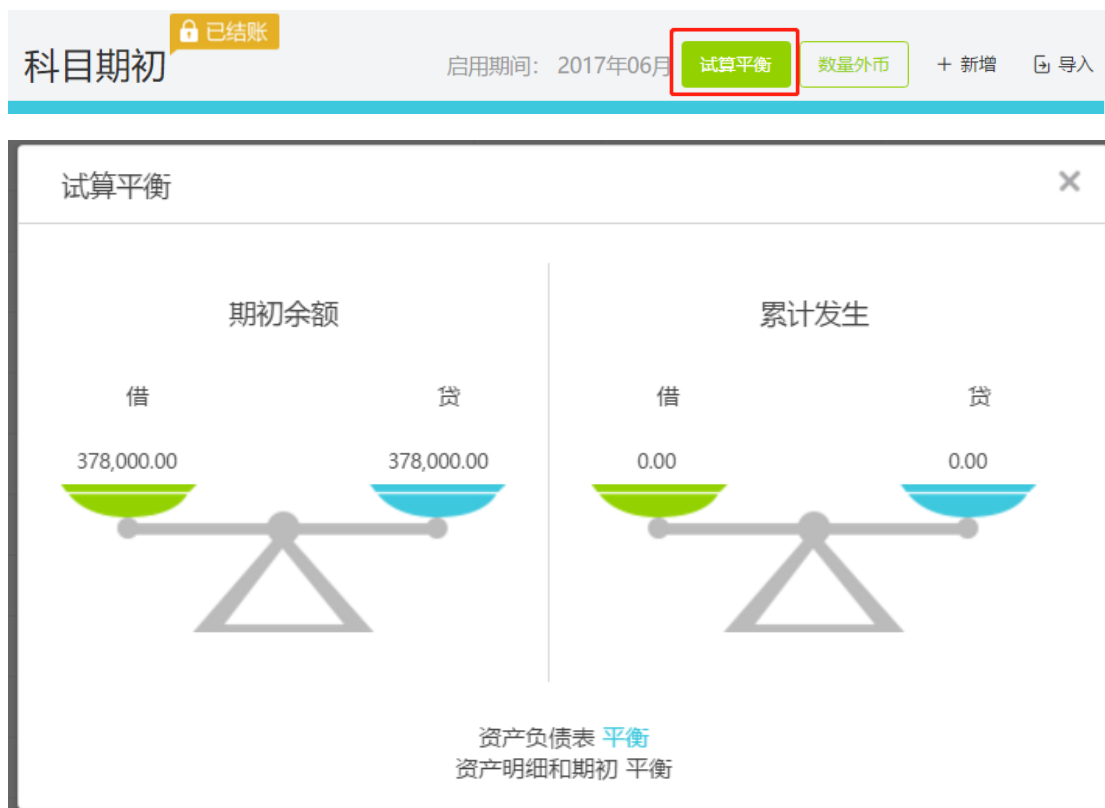 已结账
科目期初 启用期间： 2017年06月 试算平衡 数量外币 + 新增 导入
试算平衡
期初余额 累计发生
借 贷 借 贷
378,000.00 378,000.00 0.00 0.00
资产负债表 平衡
资产明细和期初 平衡